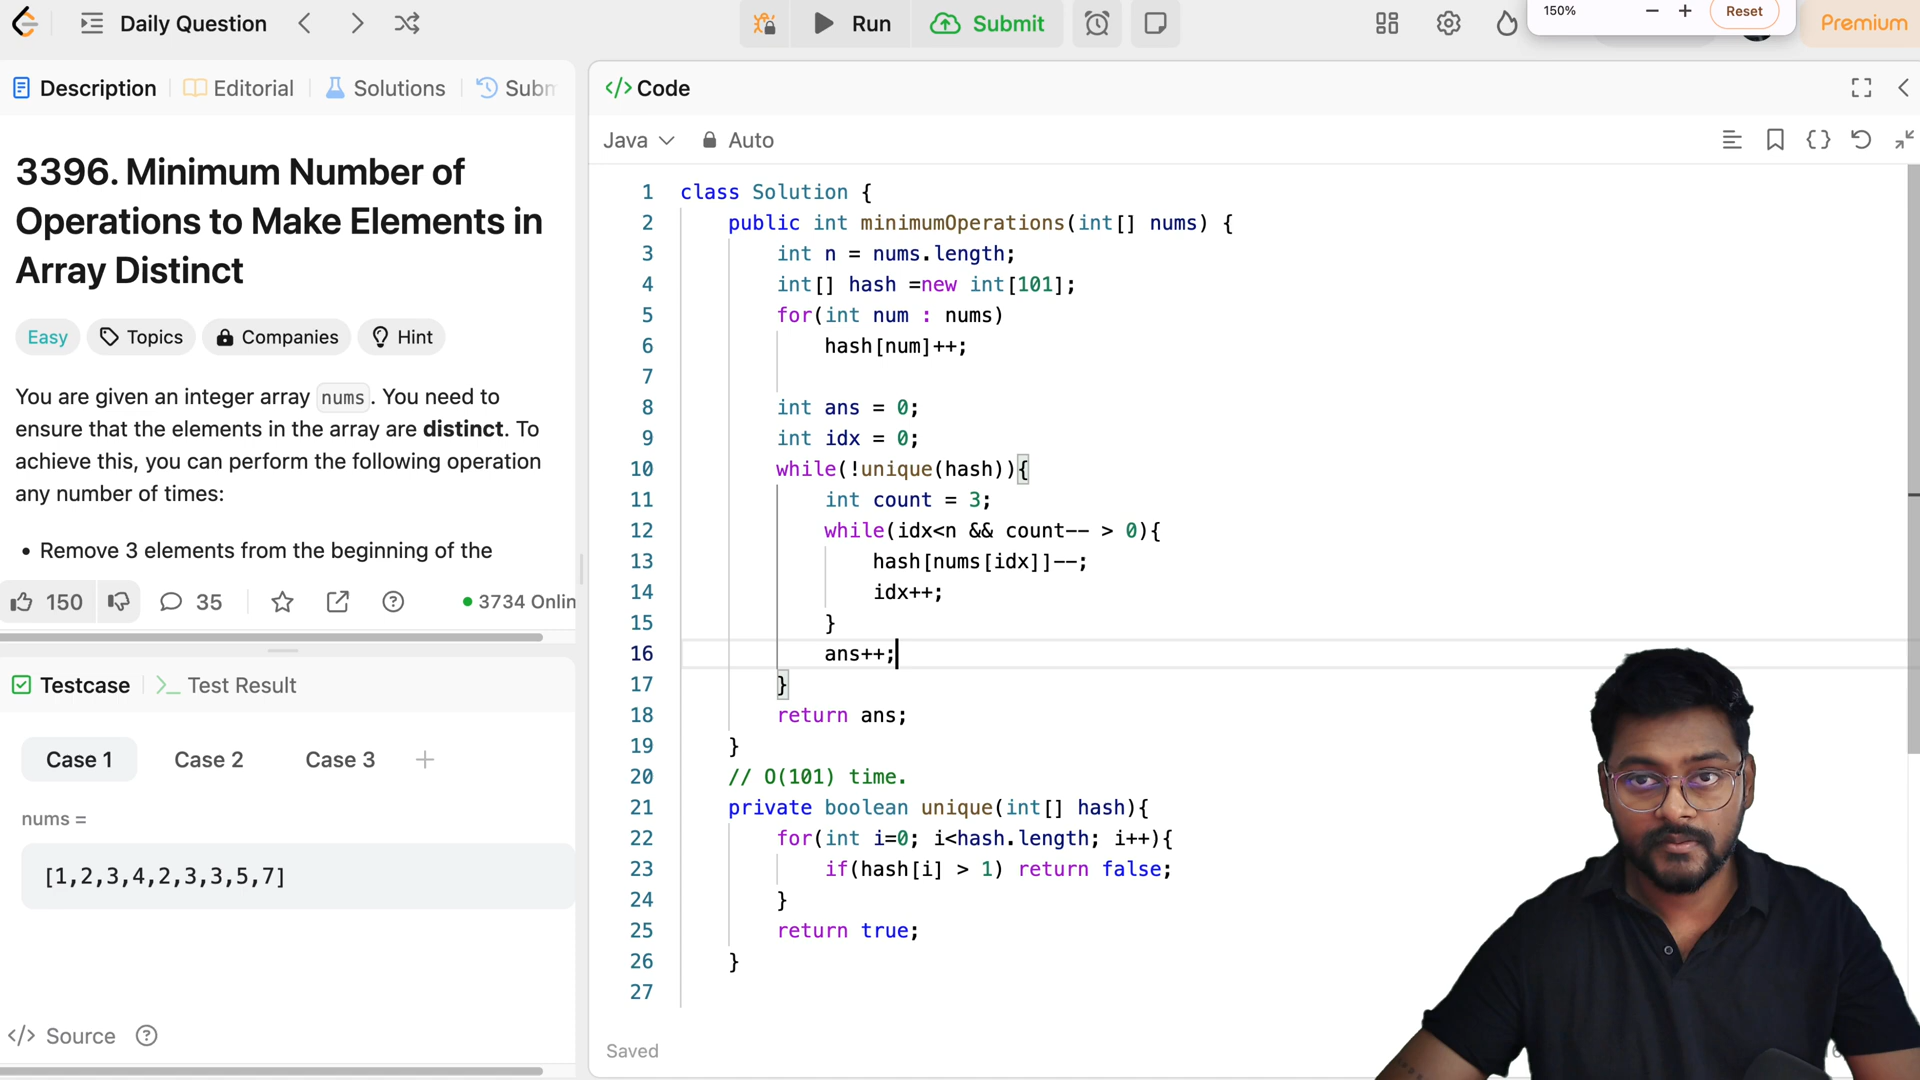 Daily Question
Run
Submit
150%
Reset
Premium
Description
Editorial
Solutions
</> Code
Java
Auto
3396. Minimum Number of
Operations to Make Elements in
Array Distinct
Easy
Topics
Companies
Hint
You are given an integer array nums. You need to
ensure that the elements in the array are distinct. To
achieve this, you can perform the following operation
any number of times:
• Remove 3 elements from the beginning of the
150
35
3734 Onlin
Testcase
Test Result
Case 1
Case 2
Case 3
nums =
[1,2,3,4,2,3,3,5,7]
</> Source
1 class Solution {
2 public int minimumOperations(int[] nums) {
3 int n = nums.length;
4 int[] hash =new int[101];
5 for(int num : nums)
6 hash[num]++;
7
8 int ans = 0;
9 int idx = 0;
10 while(!unique(hash)){
11 int count = 3;
12 while(idx<n && count-- > 0){
13 hash[nums[idx]]--;
14 idx++;
15 }
16 ans++;
17 }
18 return ans;
19 }
20 // O(101) time.
21 private boolean unique(int[] hash){
22 for(int i=0; i<hash.length; i++){
23 if(hash[i] > 1) return false;
24 }
25 return true;
26 }
27
Saved